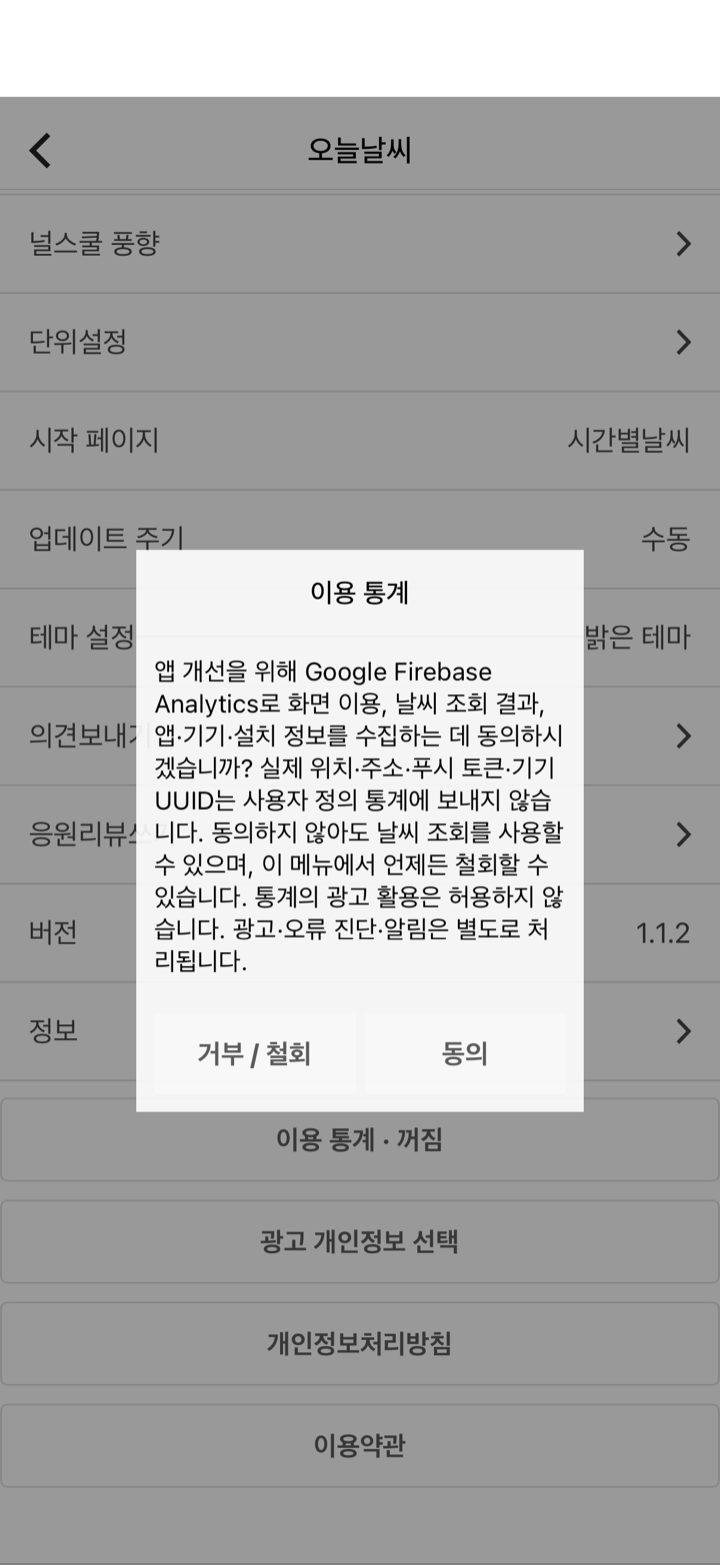 오늘날씨
널스쿨 풍향
단위설정
시작 페이지 시간별날씨
업데이트 주기 수동
테마 설정 밝은 테마
이용 통계
앱 개선을 위해 Google Firebase
Analytics로 화면 이용, 날씨 조회 결과,
앱·기기·설치 정보를 수집하는 데 동의하시
겠습니까? 실제 위치·주소·푸시 토큰·기기
UUID는 사용자 정의 통계에 보내지 않습
니다. 동의하지 않아도 날씨 조회를 사용할
수 있으며, 이 메뉴에서 언제든 철회할 수
있습니다. 통계의 광고 활용은 허용하지 않
습니다. 광고·오류 진단·알림은 별도로 처
리됩니다.
거부 / 철회
동의
의견보내기
응원리뷰쓰
버전 1.1.2
정보
이용 통계 · 꺼짐
광고 개인정보 선택
개인정보처리방침
이용약관